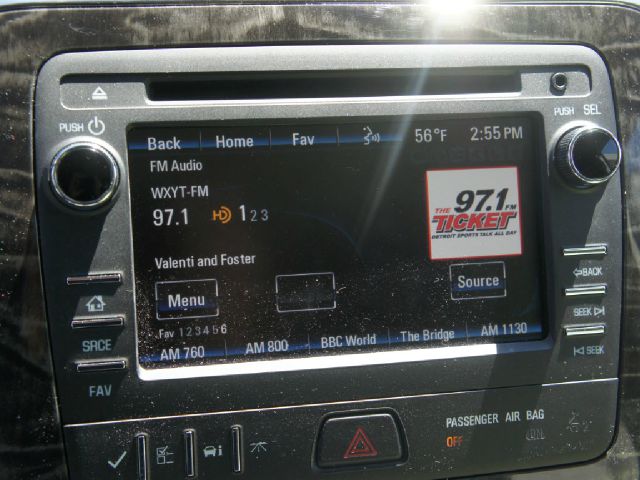 PUSH
PUSH SEL
Back Home Fav 56°F 2:55 PM
FM Audio
WXYT-FM
97.1 HD 1 2 3
THE 97.1 FM
TICKET
DETROIT SPORTS TALK ALL DAY
Valenti and Foster
Menu
Source
Fav 1 2 3 4 5 6
AM 760 AM 800 BBC World The Bridge AM 1130
BACK
SEEK
SEEK
SRCE
FAV
PASSENGER AIR BAG
OFF